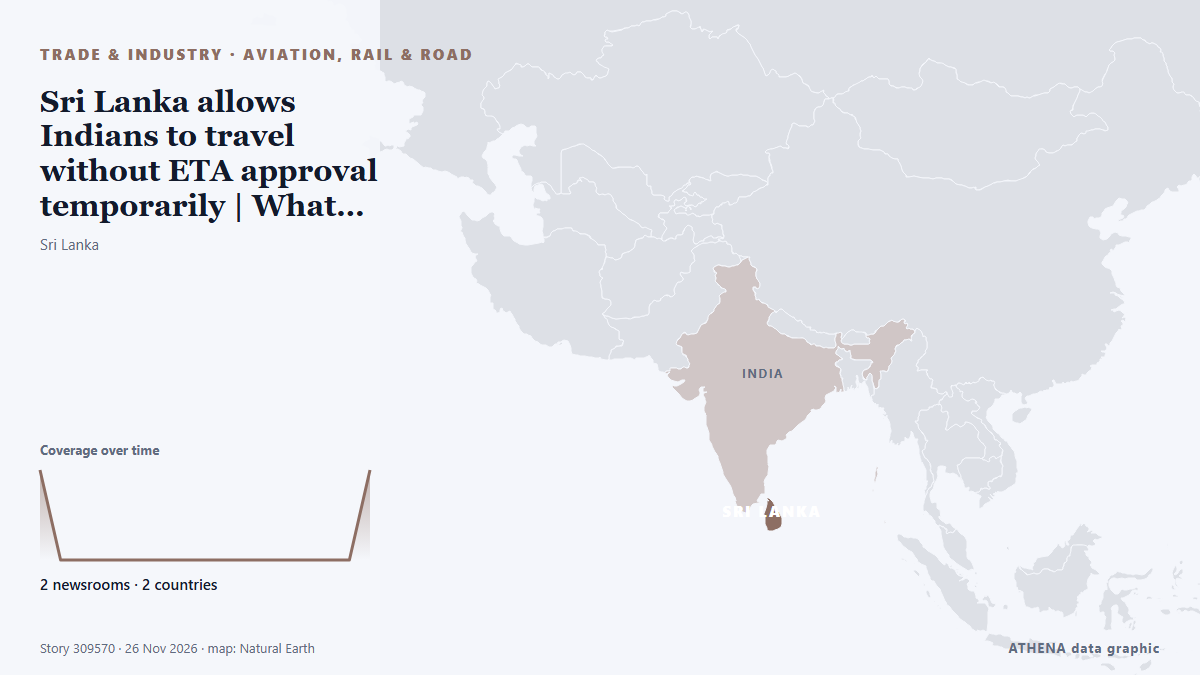 TRADE & INDUSTRY · AVIATION, RAIL & ROAD
Sri Lanka allows
Indians to travel
without ETA approval
temporarily | What...
Sri Lanka
INDIA
SRI LANKA
Coverage over time
2 newsrooms · 2 countries
Story 309570 · 26 Nov 2026 · map: Natural Earth
ATHENA data graphic